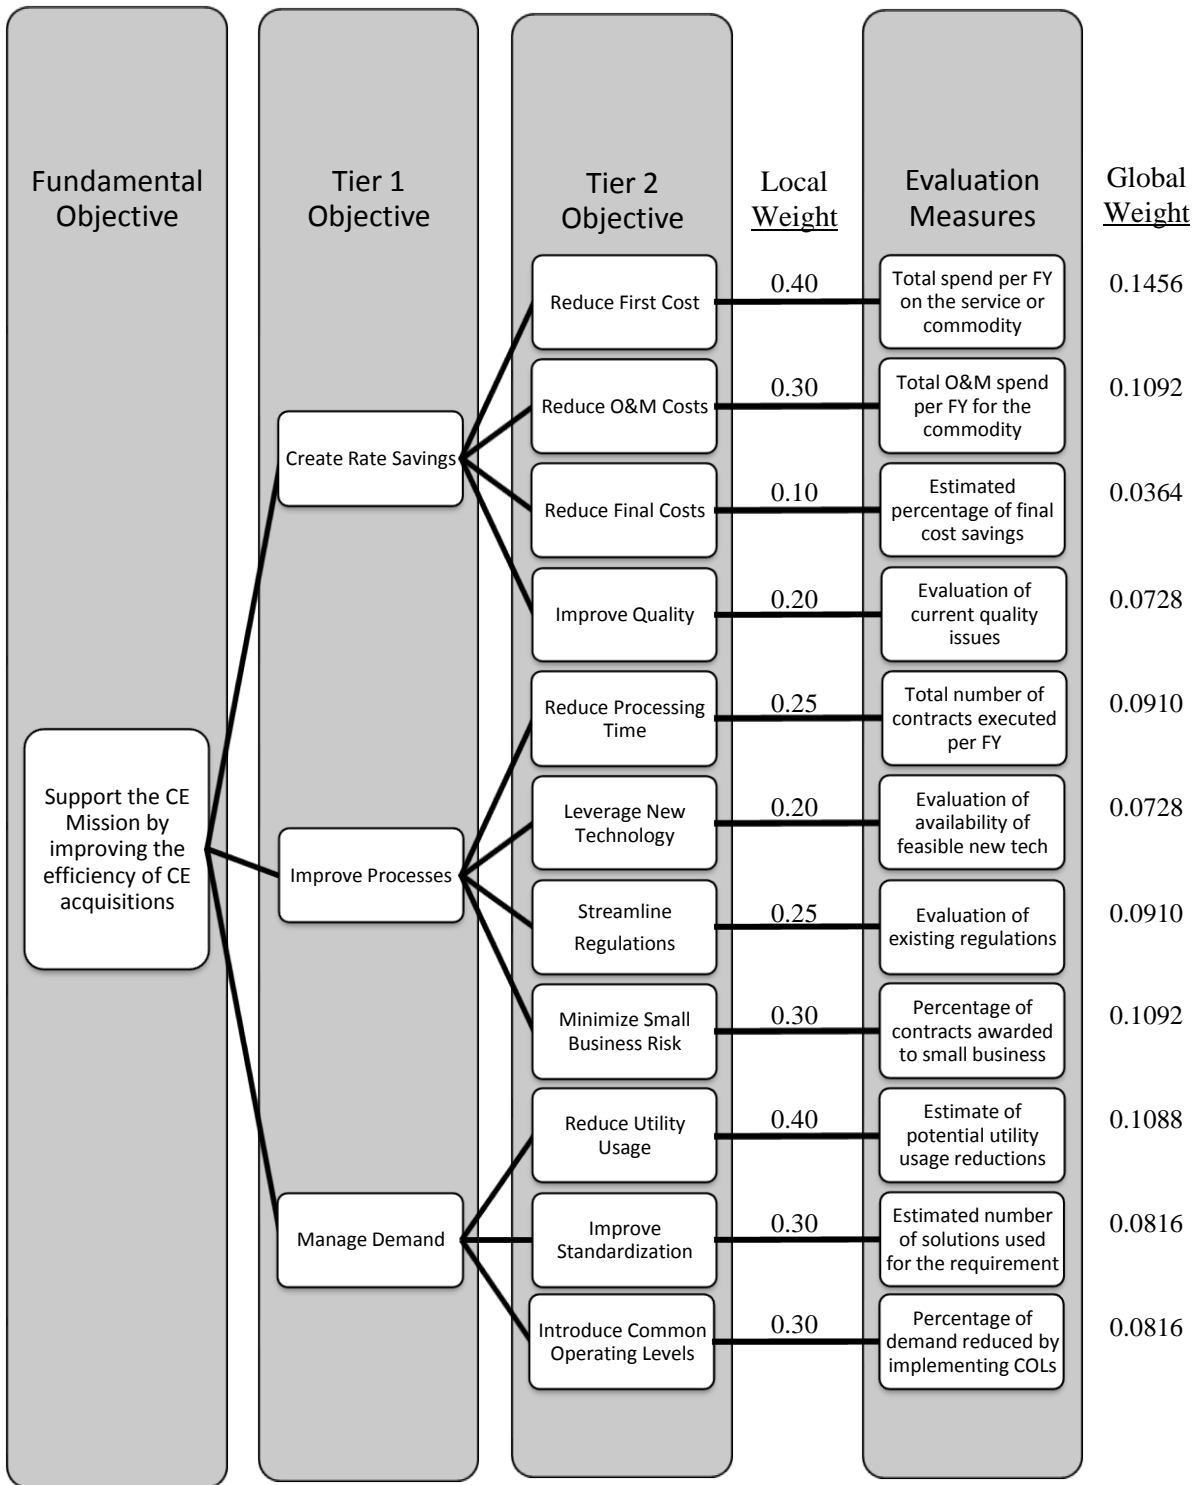 Fundamental
Objective
Tier 1
Objective
Tier 2
Objective
Local
Weight
Evaluation
Measures
Global
Weight
Support the CE
Mission by
improving the
efficiency of CE
acquisitions
Create Rate Savings
Improve Processes
Manage Demand
Reduce First Cost
0.40
Total spend per FY
on the service or
commodity
0.1456
Reduce O&M Costs
0.30
Total O&M spend
per FY for the
commodity
0.1092
Reduce Final Costs
0.10
Estimated
percentage of final
cost savings
0.0364
Improve Quality
0.20
Evaluation of
current quality
issues
0.0728
Reduce Processing
Time
0.25
Total number of
contracts executed
per FY
0.0910
Leverage New
Technology
0.20
Evaluation of
availability of
feasible new tech
0.0728
Streamline
Regulations
0.25
Evaluation of
existing regulations
0.0910
Minimize Small
Business Risk
0.30
Percentage of
contracts awarded
to small business
0.1092
Reduce Utility
Usage
0.40
Estimate of
potential utility
usage reductions
0.1088
Improve
Standardization
0.30
Estimated number
of solutions used
for the requirement
0.0816
Introduce Common
Operating Levels
0.30
Percentage of
demand reduced by
implementing COLs
0.0816